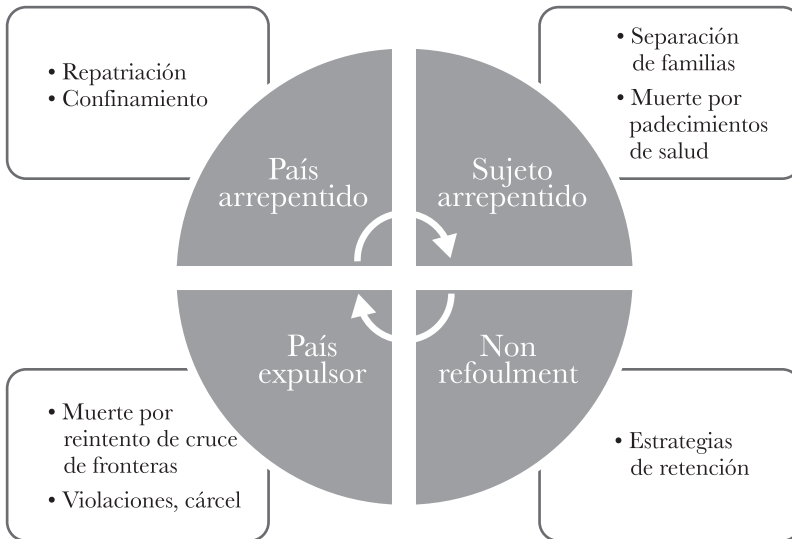 • Repatriación
• Confinamiento
• Separación
de familias
• Muerte por
padecimientos
de salud
País
arrepentido
Sujeto
arrepentido
País
expulsor
Non
refoulment
• Muerte por
reintento de cruce
de fronteras
• Violaciones, cárcel
• Estrategias
de retención